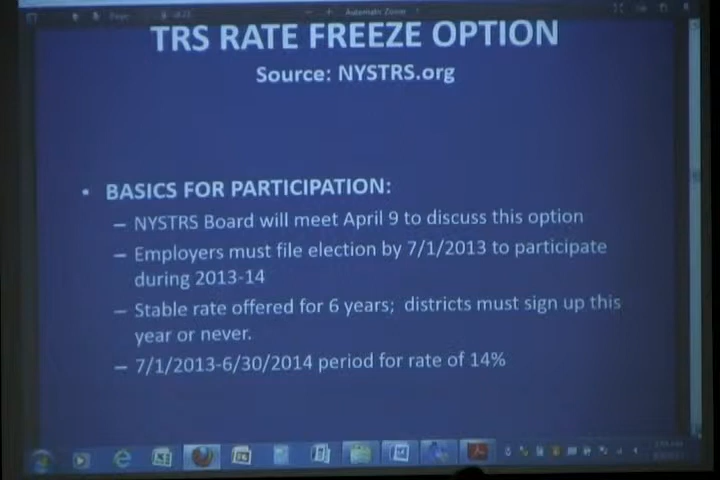 Page
Automatic Zoom
TRS RATE FREEZE OPTION
Source: NYSTRS.org
• BASICS FOR PARTICIPATION:
– NYSTRS Board will meet April 9 to discuss this option
– Employers must file election by 7/1/2013 to participate
during 2013-14
– Stable rate offered for 6 years; districts must sign up this
year or never.
– 7/1/2013-6/30/2014 period for rate of 14%